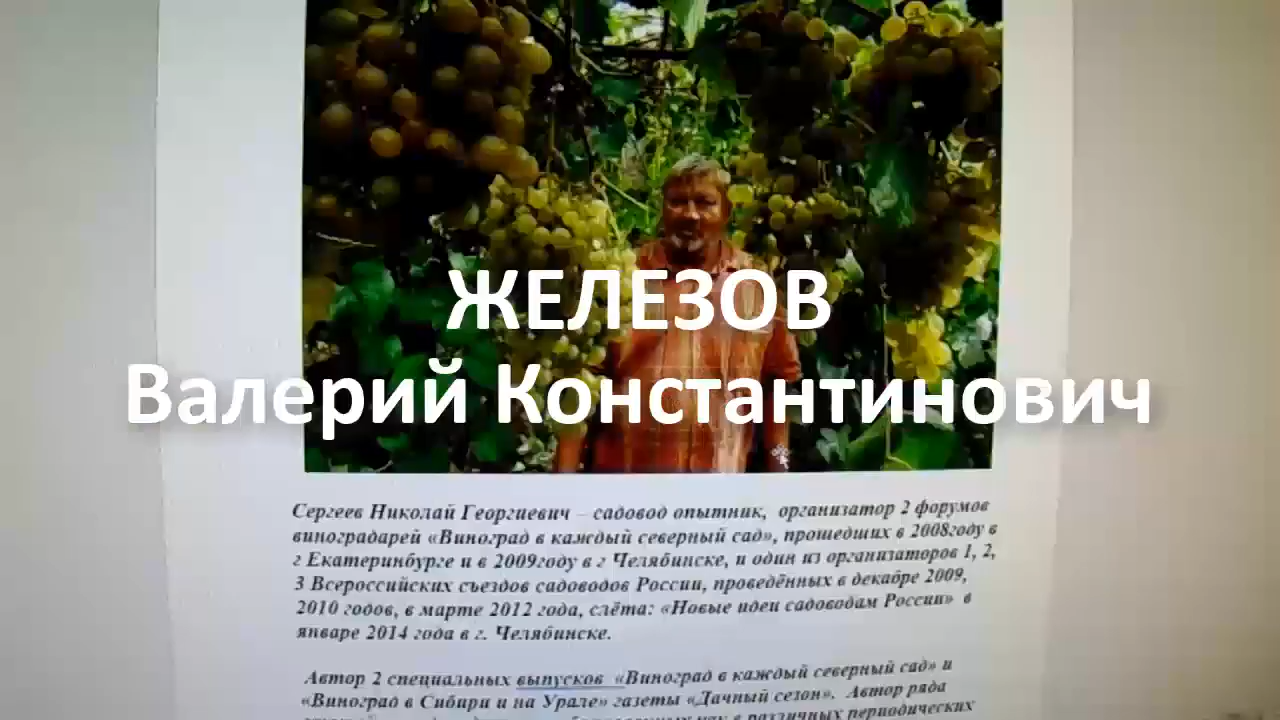 ЖЕЛЕЗОВ
Валерий Константинович
Сергеев Николай Георгиевич – садовод опытник, организатор 2 форумов
виноградарей «Виноград в каждый северный сад», прошедших в 2008году в
г Екатеринбурге и в 2009году в г Челябинске, и один из организаторов 1, 2,
3 Всероссийских съездов садоводов России, проведённых в декабре 2009,
2010 годов, в марте 2012 года, слёта: «Новые идеи садоводам России» в
январе 2014 года в г. Челябинске.
Автор 2 специальных выпусков «Виноград в каждый северный сад» и
«Виноград в Сибири и на Урале» газеты «Дачный сезон». Автор ряда
в различных периодических